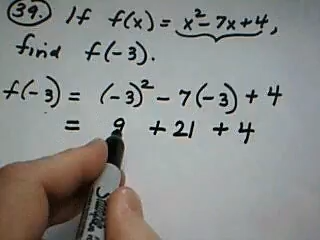 39. If f(x) = x² - 7x + 4,
find f(-3).
f(-3) = (-3)² - 7(-3) + 4
= 9 + 21 + 4